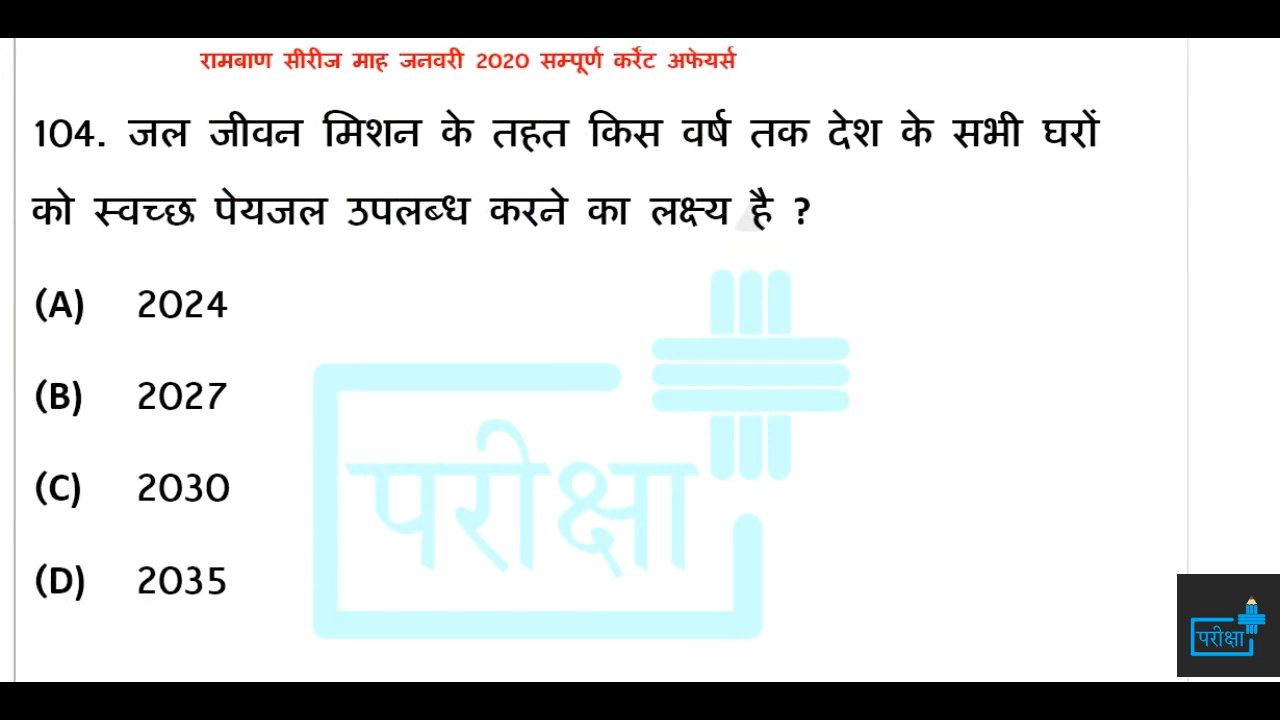 रामबाण सीरीज माह जनवरी 2020 सम्पूर्ण कर्रेंट अफेयर्स
104. जल जीवन मिशन के तहत किस वर्ष तक देश के सभी घरों
को स्वच्छ पेयजल उपलब्ध करने का लक्ष्य है ?
(A) 2024
(B) 2027
(C) 2030
(D) 2035
परीक्षा
परीक्षा